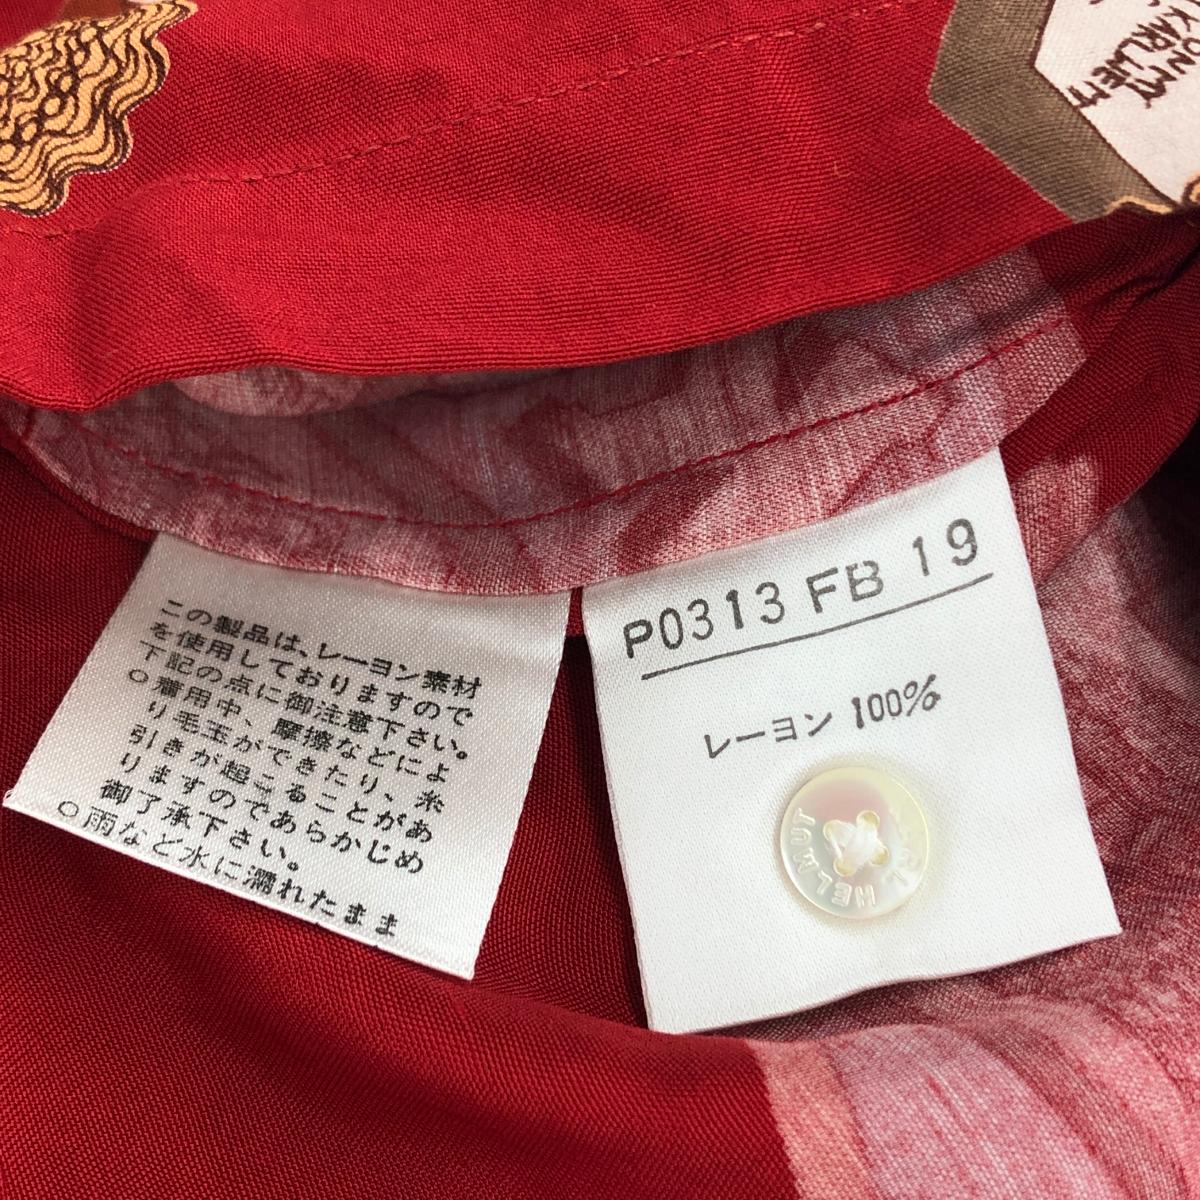 KARL HE
この製品は、レーヨン素材
を使用しておりますので
下記の点に御注意下さい。
○着用中、摩擦などによ
り毛玉ができたり、糸
引きが起こることがあ
りますのであらかじめ
御了承下さい。
○雨など水に濡れたまま
P0313 FB 19
レーヨン 100%
HELMUT